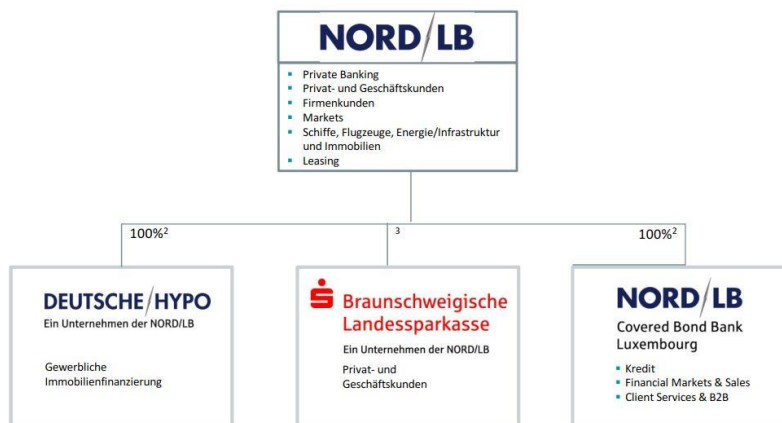 NORD/LB
Private Banking
Privat- und Geschäftskunden
Firmenkunden
Markets
Schiffe, Flugzeuge, Energie/Infrastruktur
und Immobilien
Leasing
100%²
3
100%²
DEUTSCHE/HYPO
Ein Unternehmen der NORD/LB
Gewerbliche
Immobilienfinanzierung
Braunschweigische
Landessparkasse
Ein Unternehmen der NORD/LB
Privat- und
Geschäftskunden
NORD/LB
Covered Bond Bank
Luxembourg
Kredit
Financial Markets & Sales
Client Services & B2B